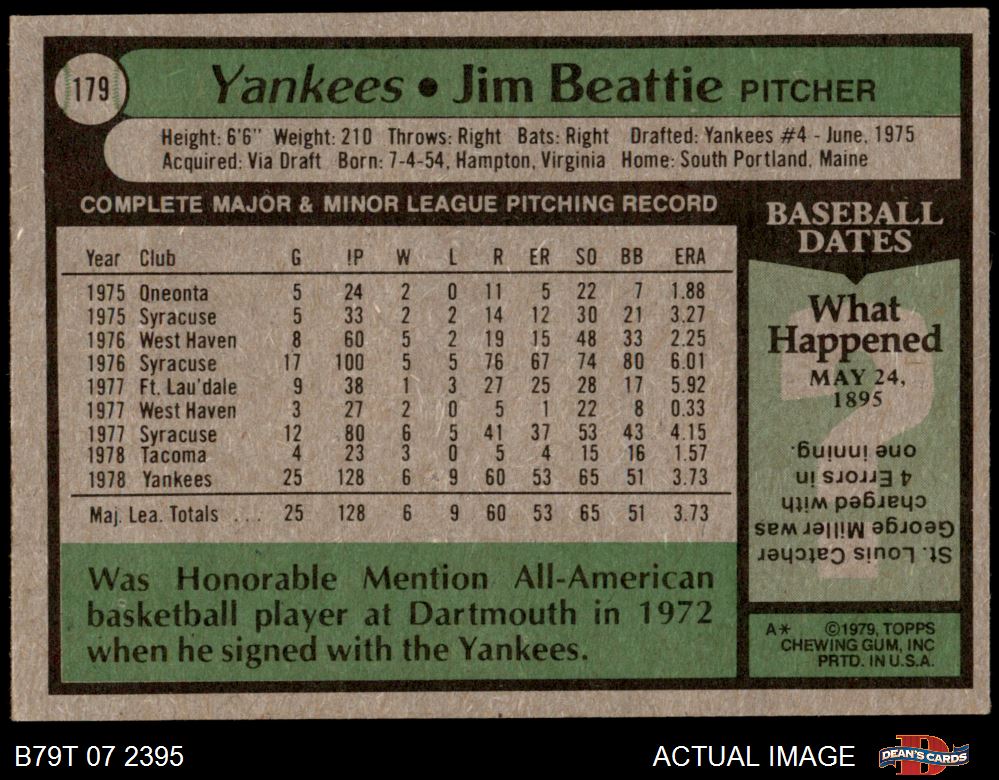 179
Yankees • Jim Beattie PITCHER
Height: 6'6" Weight: 210 Throws: Right Bats: Right Drafted: Yankees #4 - June, 1975
Acquired: Via Draft Born: 7-4-54, Hampton, Virginia Home: South Portland, Maine
COMPLETE MAJOR & MINOR LEAGUE PITCHING RECORD
Year Club G IP W L R ER SO BB ERA
1975 Oneonta 5 24 2 0 11 5 22 7 1.88
1975 Syracuse 5 33 2 2 14 12 30 21 3.27
1976 West Haven 8 60 5 2 19 15 48 33 2.25
1976 Syracuse 17 100 5 5 76 67 74 80 6.01
1977 Ft. Lau'dale 9 38 1 3 27 25 28 17 5.92
1977 West Haven 3 27 2 0 5 1 22 8 0.33
1977 Syracuse 12 80 6 5 41 37 53 43 4.15
1978 Tacoma 4 23 3 0 5 4 15 16 1.57
1978 Yankees 25 128 6 9 60 53 65 51 3.73
Maj. Lea. Totals ... 25 128 6 9 60 53 65 51 3.73
Was Honorable Mention All-American
basketball player at Dartmouth in 1972
when he signed with the Yankees.
BASEBALL
DATES
What
Happened
MAY 24,
1895
?
St. Louis Catcher
George Miller was
charged with
4 Errors in
one inning.
A* ©1979, TOPPS
CHEWING GUM, INC
PRTD. IN U.S.A.
B79T 07 2395
ACTUAL IMAGE
D
DEAN'S CARDS